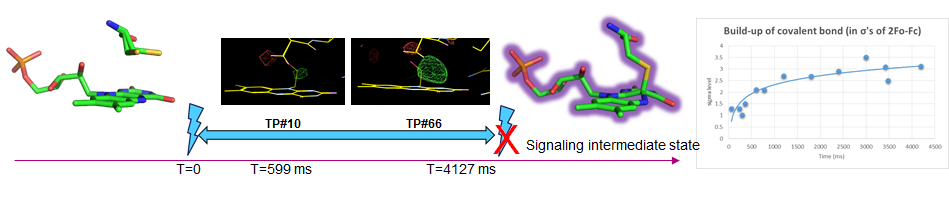 TP#10
TP#66
T=0
T=599 ms
T=4127 ms
Signaling intermediate state
Build-up of covalent bond (in σ's of 2Fo-Fc)
sigma level
4
3.5
3
2.5
2
1.5
1
0.5
0
0 500 1000 1500 2000 2500 3000 3500 4000 4500
Time (ms)